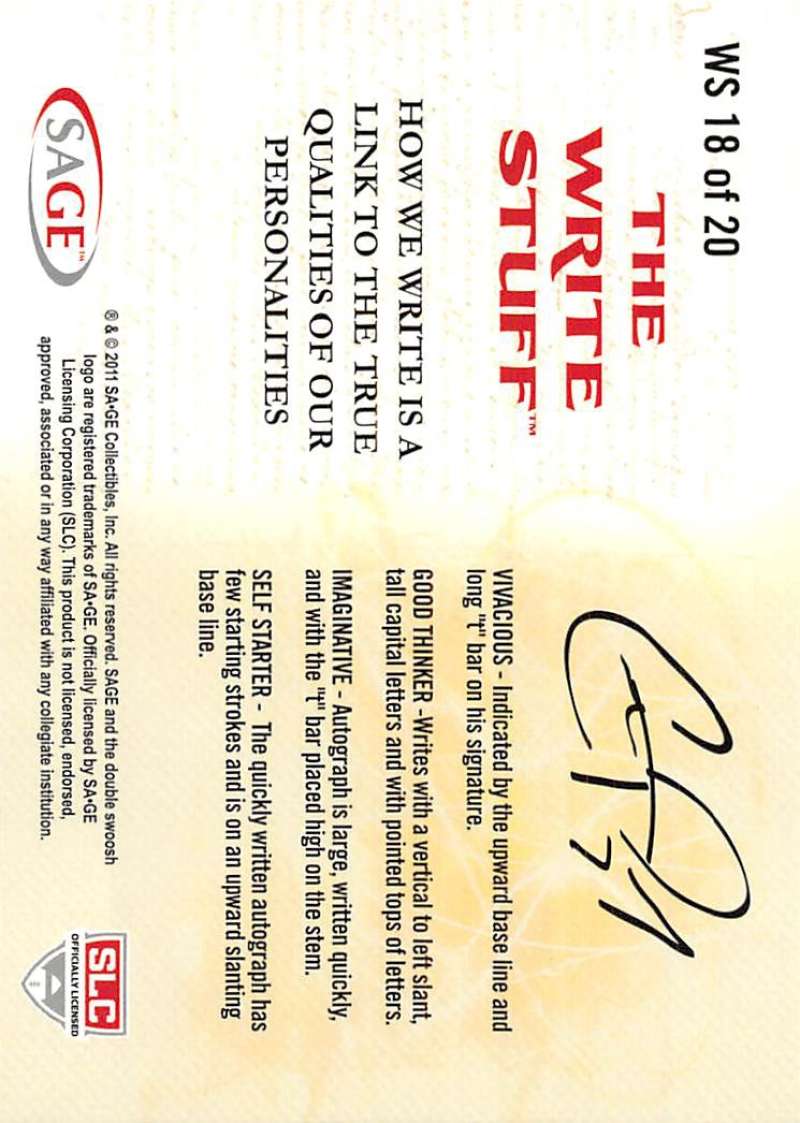 WS 18 of 20
THE
WRITE
STUFF™
HOW WE WRITE IS A
LINK TO THE TRUE
QUALITIES OF OUR
PERSONALITIES
VIVACIOUS - Indicated by the upward base line and
long "t" bar on his signature.
GOOD THINKER -Writes with a vertical to left slant,
tall capital letters and with pointed tops of letters.
IMAGINATIVE - Autograph is large, written quickly,
and with the "t" bar placed high on the stem.
SELF STARTER - The quickly written autograph has
few starting strokes and is on an upward slanting
base line.
SAGE™
® & © 2011 SA•GE Collectibles, Inc. All rights reserved. SAGE and the double swoosh
logo are registered trademarks of SA•GE. Officially licensed by SA•GE
Licensing Corporation (SLC). This product is not licensed, endorsed,
approved, associated or in any way affiliated with any collegiate institution.
SLC
OFFICIALLY LICENSED